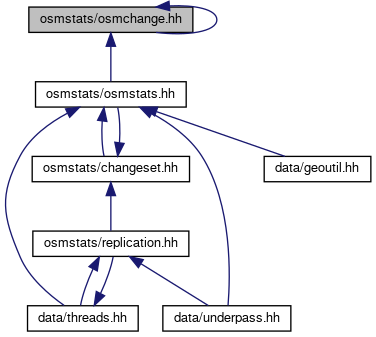 osmstats/osmchange.hh
osmstats/osmstats.hh
osmstats/changeset.hh
data/geoutil.hh
osmstats/replication.hh
data/threads.hh
data/underpass.hh